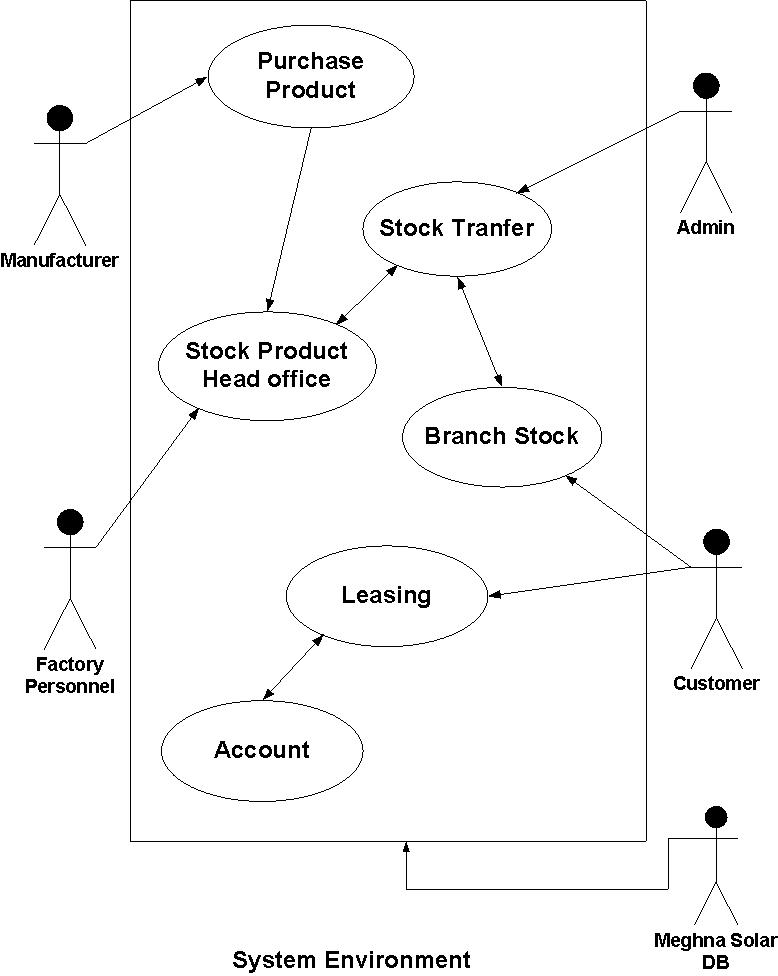 Purchase
Product
Admin
Stock Tranfer
Manufacturer
Stock Product
Head office
Branch Stock
Leasing
Factory
Personnel
Customer
Account
Meghna Solar
DB
System Environment